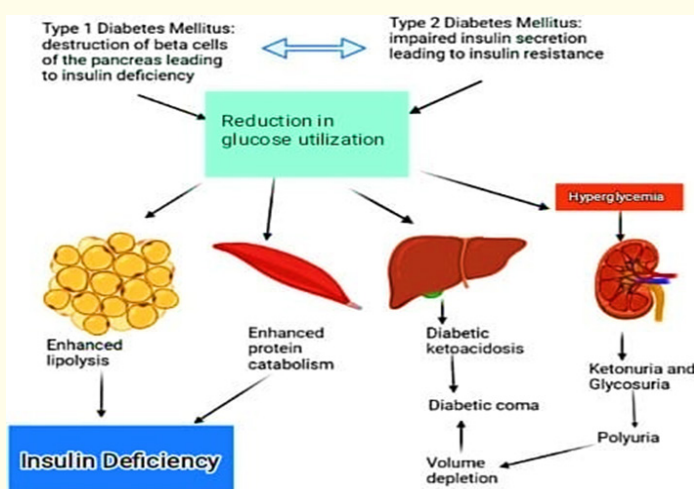 Type 1 Diabetes Mellitus:
destruction of beta cells
of the pancreas leading
to insulin deficiency
Type 2 Diabetes Mellitus:
impaired insulin secretion
leading to insulin resistance
Reduction in
glucose utilization
Hyperglycemia
Enhanced
lipolysis
Enhanced
protein
catabolism
Diabetic
ketoacidosis
Ketonuria and
Glycosuria
Diabetic coma
Polyuria
Insulin Deficiency
Volume
depletion